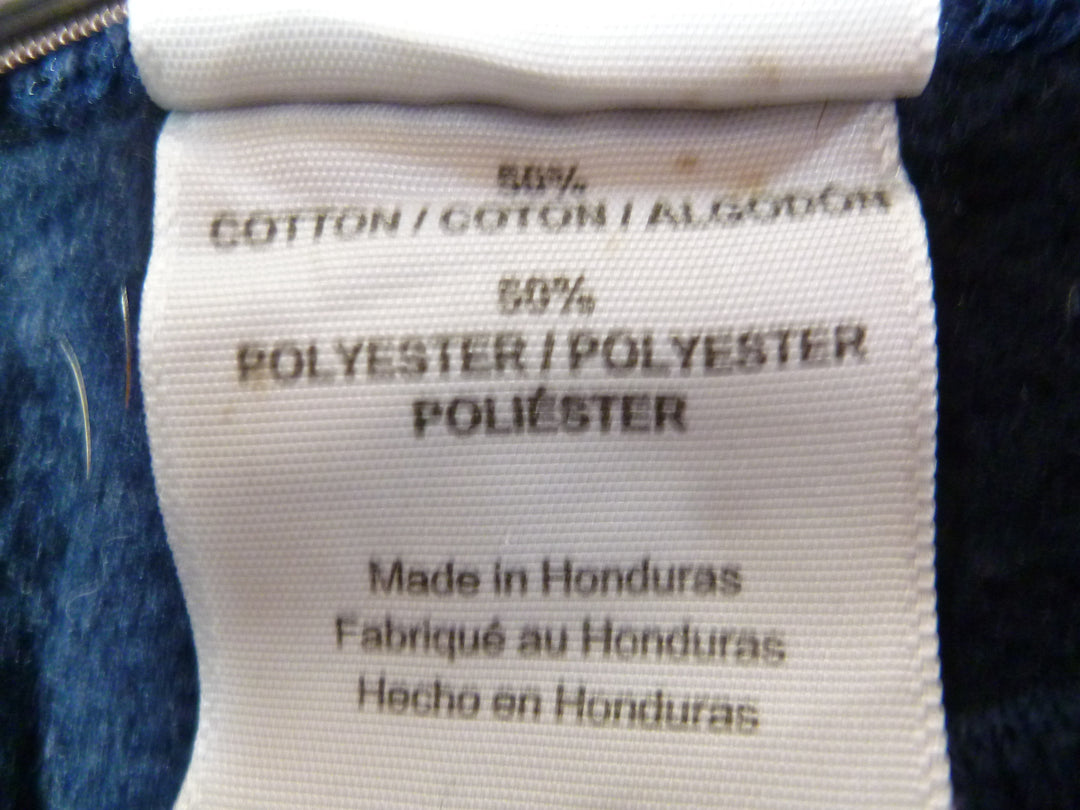 50%
COTTON / COTON / ALGODÓN
50%
POLYESTER / POLYESTER
POLIÉSTER
Made in Honduras
Fabriqué au Honduras
Hecho en Honduras